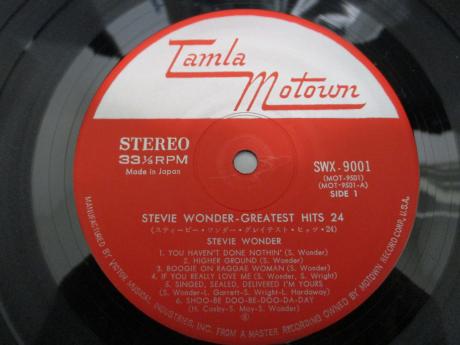 Tamla
Motown
STEREO
33⅓RPM
Made in Japan
SWX-9001
(MOT-9501)
(MOT-9501-A)
SIDE 1
STEVIE WONDER-GREATEST HITS 24
(スティービー・ワンダー・グレイテスト・ヒッツ・24)
STEVIE WONDER
1. YOU HAVEN'T DONE NOTHIN' (S. Wonder)
2. HIGHER GROUND (S. Wonder)
3. BOOGIE ON RAGGAE WOMAN (S. Wonder)
4. IF YOU REALLY LOVE ME (S. Wonder, S. Wright)
5. SINGED, SEALED, DELIVERED I'M YOURS
(S. Wonder-L. Garrett-S. Wright-L. Hardaway)
6. SHOO-BE DOO-BE-DOO-DA-DAY
(H. Cosby-S. Moy-S. Wonder)
MANUFACTURED BY VICTOR MUSICAL INDUSTRIES, INC. FROM A MASTER RECORDING OWNED BY MOTOWN RECORD CORP, U.S.A.